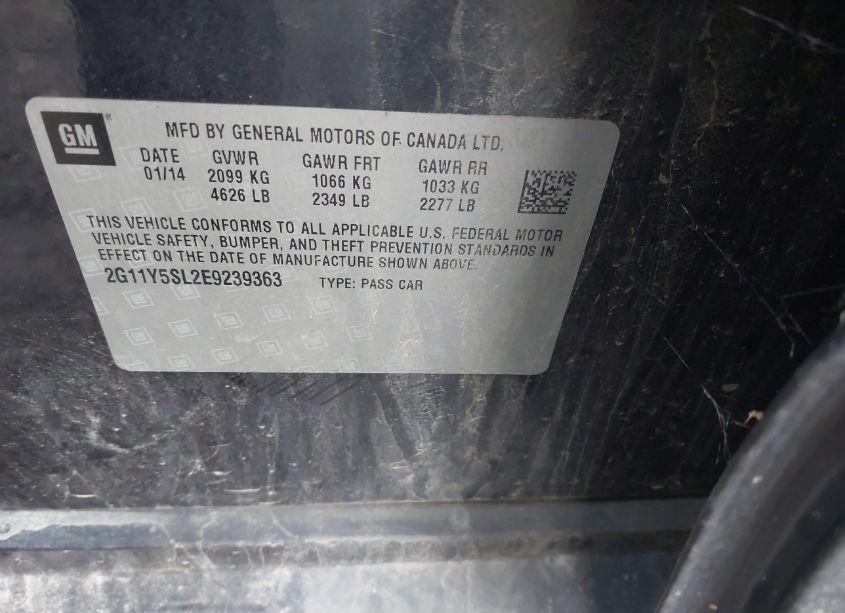 GM
MFD BY GENERAL MOTORS OF CANADA LTD.
DATE GVWR GAWR FRT GAWR RR
01/14 2099 KG 1066 KG 1033 KG
4626 LB 2349 LB 2277 LB
THIS VEHICLE CONFORMS TO ALL APPLICABLE U.S. FEDERAL MOTOR
VEHICLE SAFETY, BUMPER, AND THEFT PREVENTION STANDARDS IN
EFFECT ON THE DATE OF MANUFACTURE SHOWN ABOVE.
2G11Y5SL2E9239363 TYPE: PASS CAR